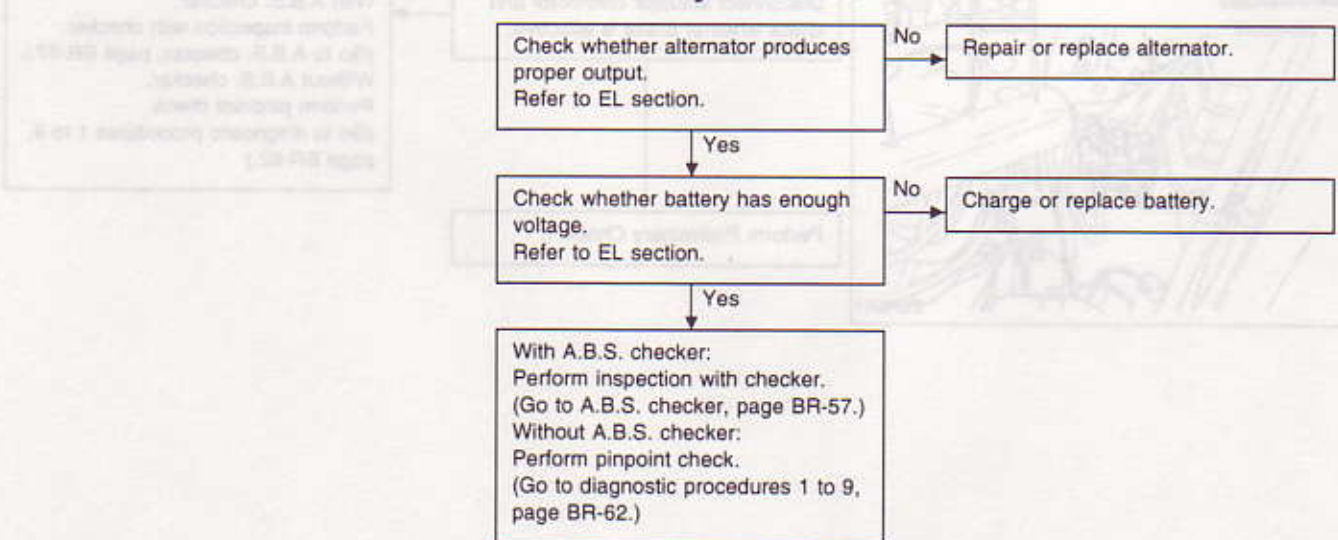 Check whether alternator produces
proper output.
Refer to EL section.
No
Repair or replace alternator.
Yes
Check whether battery has enough
voltage.
Refer to EL section.
No
Charge or replace battery.
Yes
With A.B.S. checker:
Perform inspection with checker.
(Go to A.B.S. checker, page BR-57.)
Without A.B.S. checker:
Perform pinpoint check.
(Go to diagnostic procedures 1 to 9,
page BR-62.)